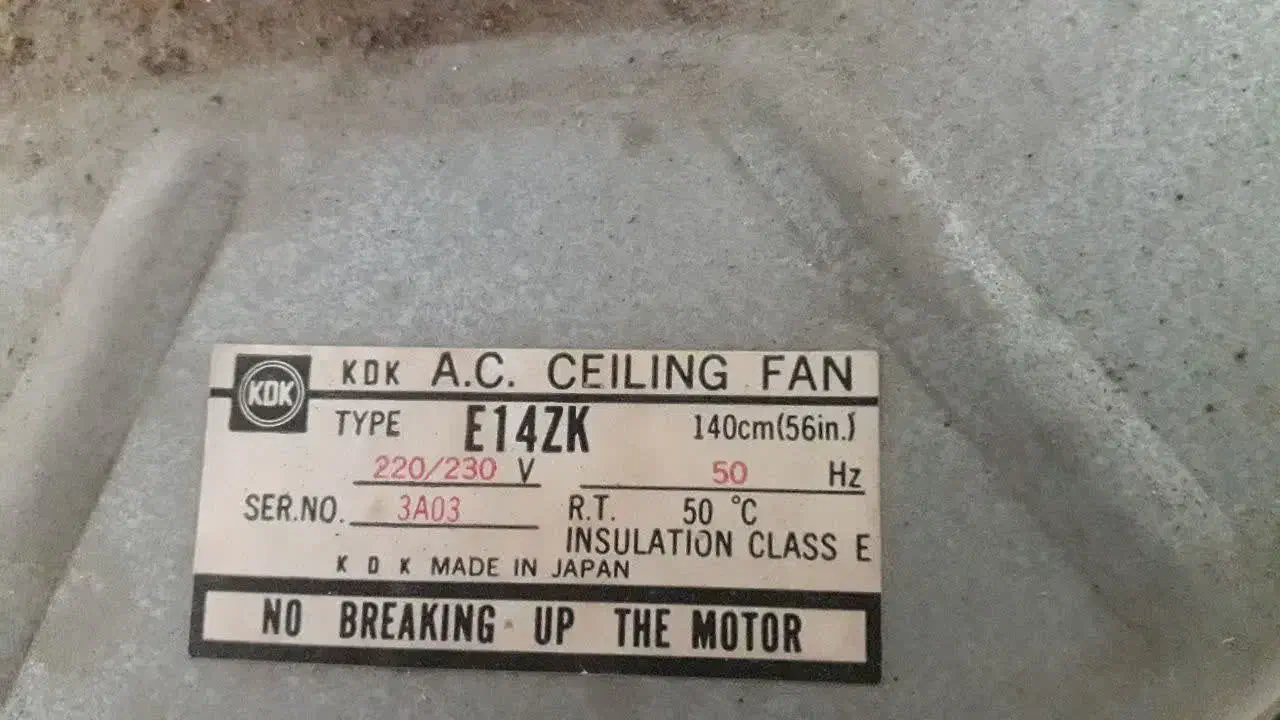 KDK
KDK A.C. CEILING FAN
TYPE E14ZK 140cm(56in.)
220/230 V 50 Hz
SER.NO. 3A03 R.T. 50 °C
INSULATION CLASS E
K D K MADE IN JAPAN
NO BREAKING UP THE MOTOR